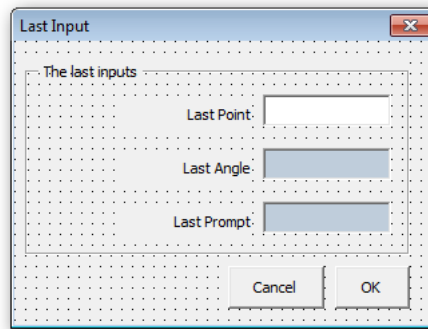 Last Input
The last inputs
Last Point
Last Angle
Last Prompt
Cancel OK